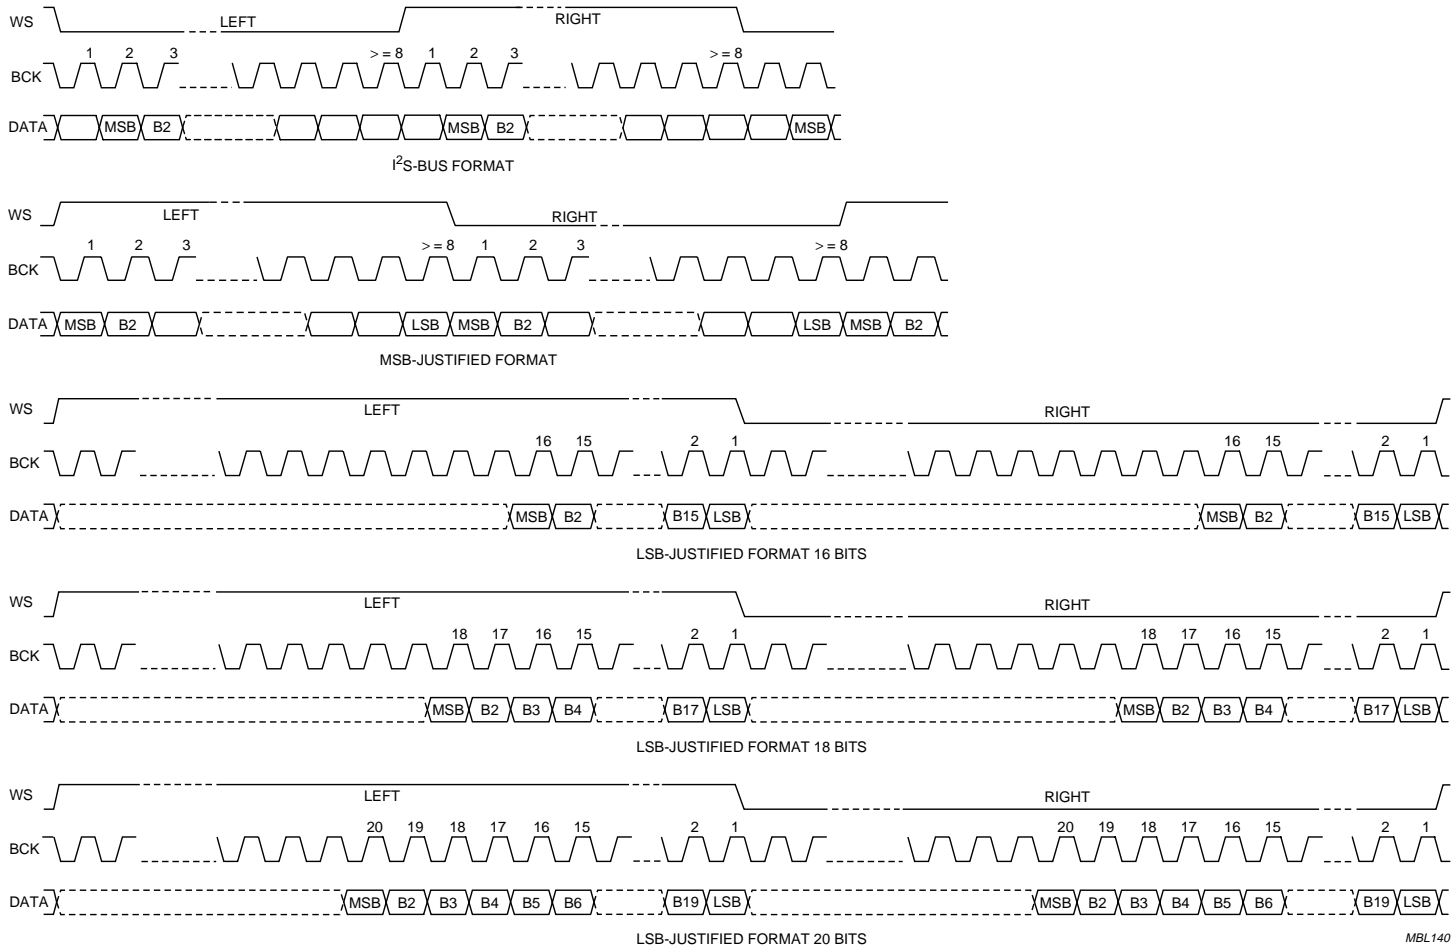 WS LEFT RIGHT
1 2 3 >=8 1 2 3 >=8
BCK
DATA MSB B2 MSB B2 MSB
I²S-BUS FORMAT
WS LEFT RIGHT
1 2 3 >=8 1 2 3 >=8
BCK
DATA MSB B2 LSB MSB B2 LSB MSB B2
MSB-JUSTIFIED FORMAT
WS LEFT RIGHT
16 15 2 1 16 15 2 1
BCK
DATA MSB B2 B15 LSB MSB B2 B15 LSB
LSB-JUSTIFIED FORMAT 16 BITS
WS LEFT RIGHT
18 17 16 15 2 1 18 17 16 15 2 1
BCK
DATA MSB B2 B3 B4 B17 LSB MSB B2 B3 B4 B17 LSB
LSB-JUSTIFIED FORMAT 18 BITS
WS LEFT RIGHT
20 19 18 17 16 15 2 1 20 19 18 17 16 15 2 1
BCK
DATA MSB B2 B3 B4 B5 B6 B19 LSB MSB B2 B3 B4 B5 B6 B19 LSB
LSB-JUSTIFIED FORMAT 20 BITS
MBL140